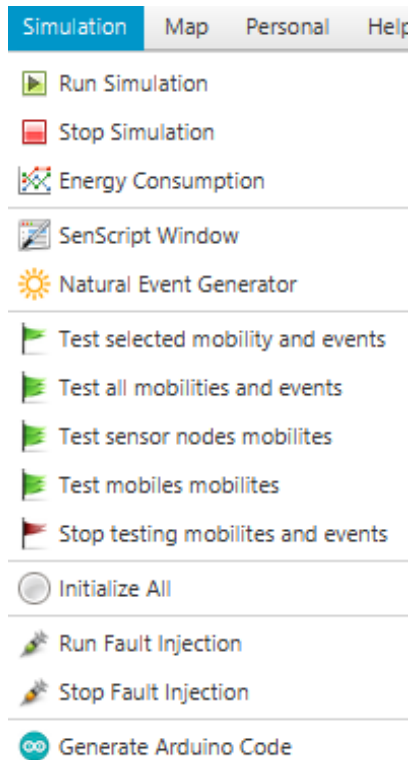 Simulation Map Personal Help
Run Simulation
Stop Simulation
Energy Consumption
SenScript Window
Natural Event Generator
Test selected mobility and events
Test all mobilities and events
Test sensor nodes mobilites
Test mobiles mobilites
Stop testing mobilites and events
Initialize All
Run Fault Injection
Stop Fault Injection
Generate Arduino Code